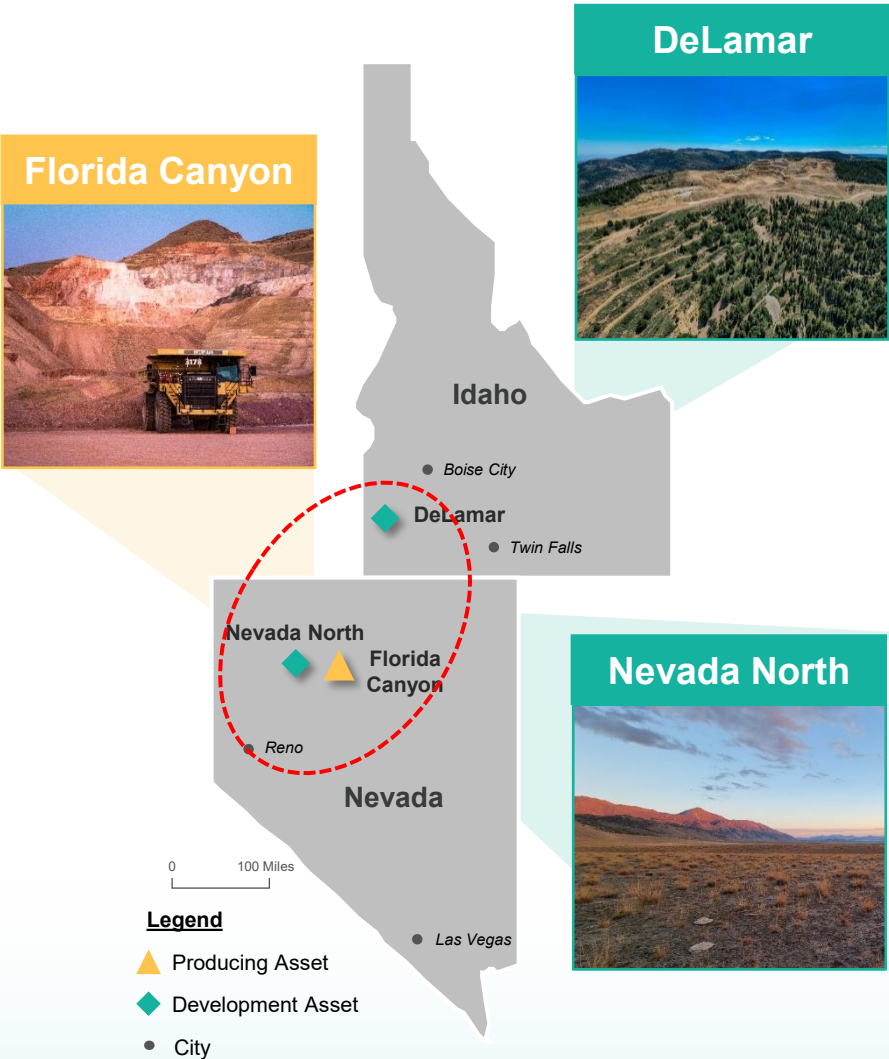 DeLamar
Florida Canyon
3178
Idaho
Boise City
DeLamar
Twin Falls
Nevada North
Florida
Canyon
Reno
Nevada
Nevada North
0 100 Miles
Legend
Las Vegas
Producing Asset
Development Asset
City